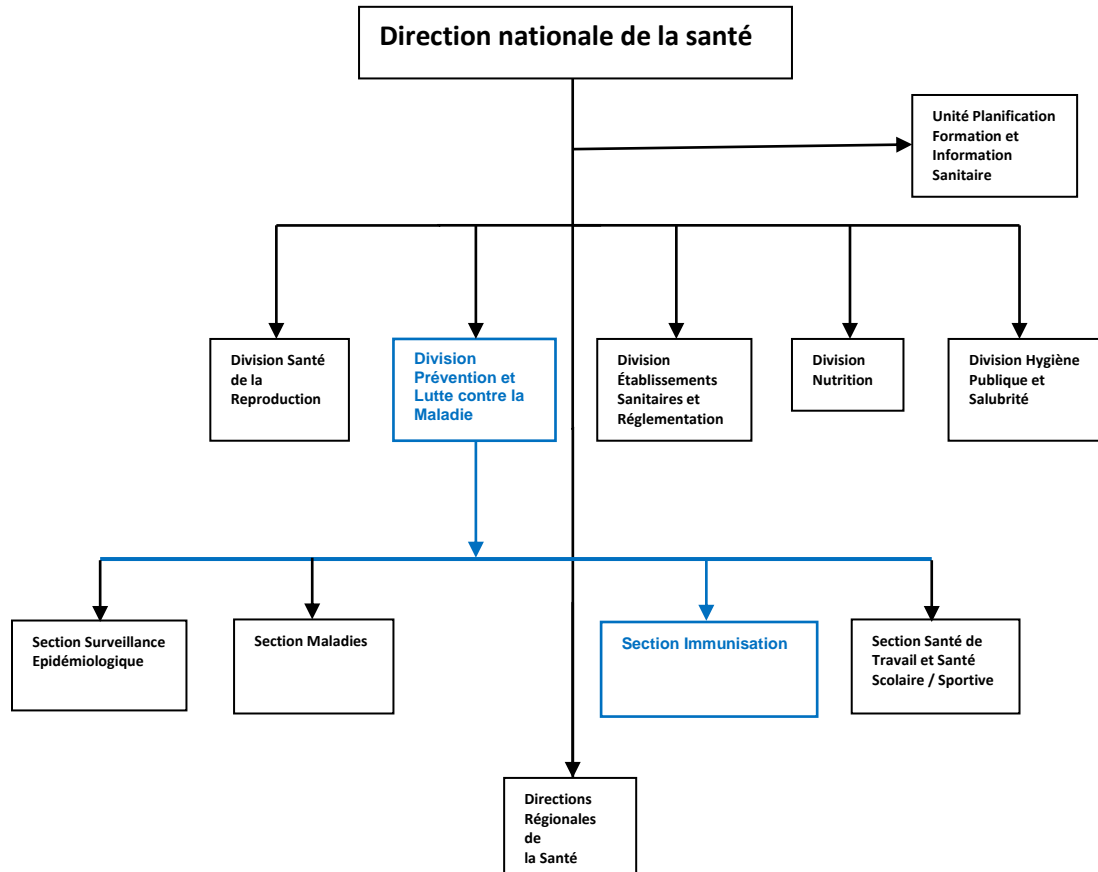 Direction nationale de la santé
Unité Planification
Formation et
Information
Sanitaire
Division Santé
de la
Reproduction
Division
Prévention et
Lutte contre la
Maladie
Division
Établissements
Sanitaires et
Réglementation
Division
Nutrition
Division Hygiène
Publique et
Salubrité
Section Surveillance
Epidémiologique
Section Maladies
Section Immunisation
Section Santé de
Travail et Santé
Scolaire / Sportive
Directions
Régionales
de
la Santé